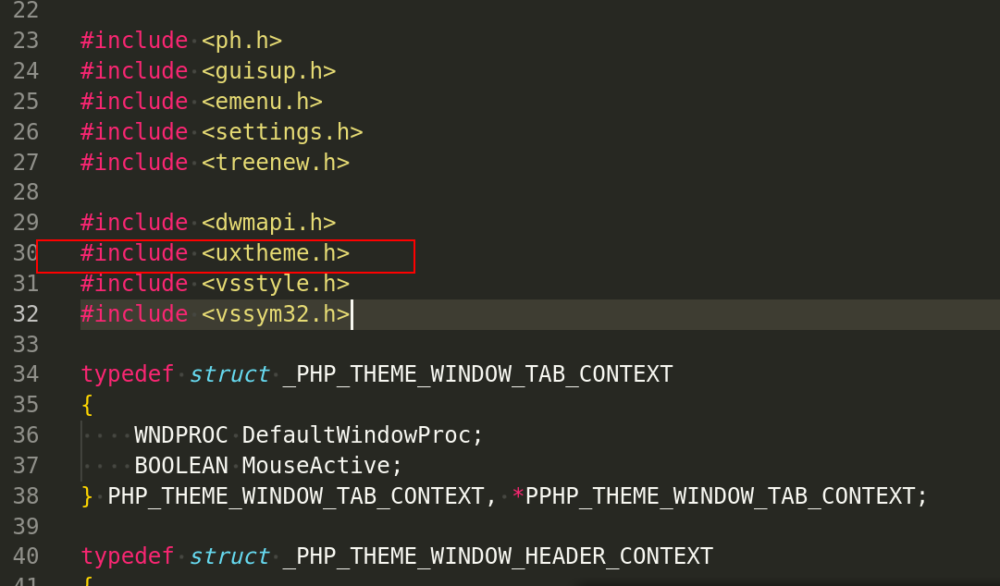 22
23 #include <ph.h>
24 #include <guisup.h>
25 #include <emenu.h>
26 #include <settings.h>
27 #include <treenew.h>
28
29 #include <dwmapi.h>
30 #include <uxtheme.h>
31 #include <vsstyle.h>
32 #include <vssym32.h>
33
34 typedef struct _PHP_THEME_WINDOW_TAB_CONTEXT
35 {
36     WNDPROC DefaultWindowProc;
37     BOOLEAN MouseActive;
38 } PHP_THEME_WINDOW_TAB_CONTEXT, *PPHP_THEME_WINDOW_TAB_CONTEXT;
39
40 typedef struct _PHP_THEME_WINDOW_HEADER_CONTEXT
41 {